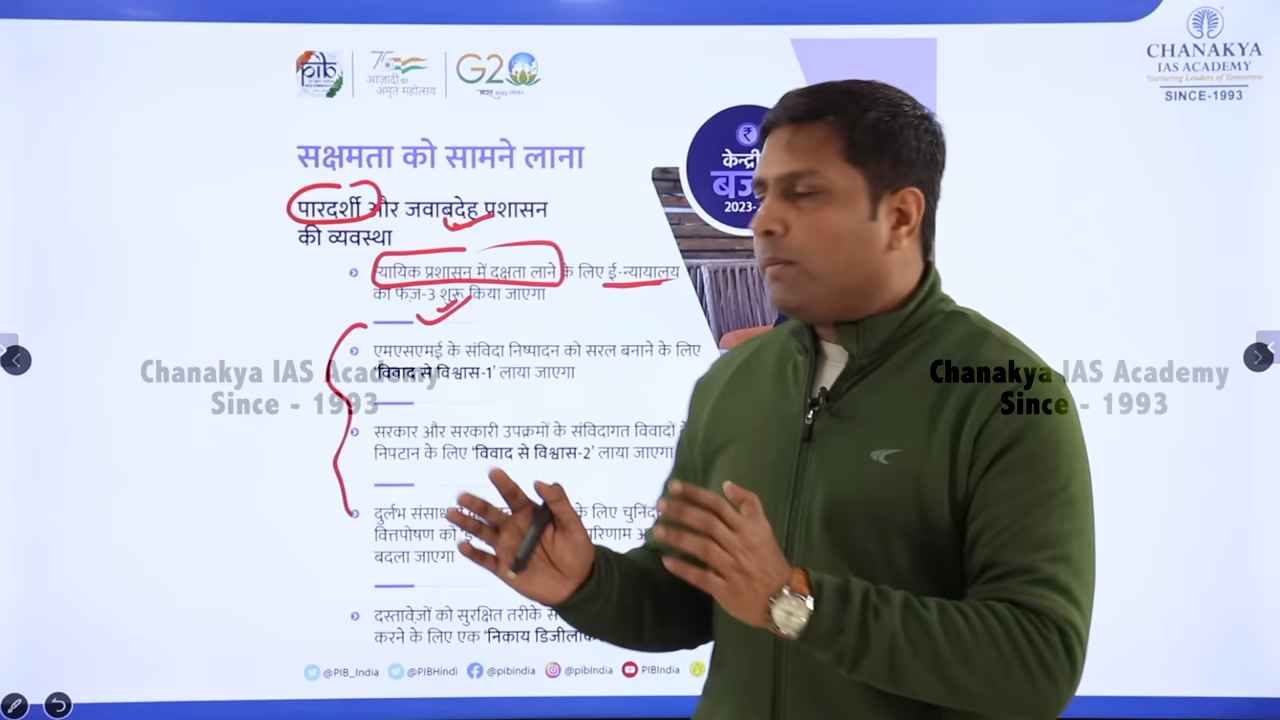 pib
75
आज़ादी का
अमृत महोत्सव
G20
CHANAKYA
IAS ACADEMY
Nurturing Leaders of Tomorrow
SINCE-1993
सक्षमता को सामने लाना
₹
बज
2023-
पारदर्शी और जवाबदेह प्रशासन
की व्यवस्था
न्यायिक प्रशासन में दक्षता लाने के लिए ई-न्यायालय
का फेज़-3 शुरू किया जाएगा
एमएसएमई के संविदा निष्पादन को सरल बनाने के लिए
'विवाद से विश्वास-1' लाया जाएगा
Chanakya IAS Academy
Since - 1993
Chanakya IAS Academy
Since - 1993
सरकार और सरकारी उपक्रमों के संविदागत विवादों
निपटान के लिए 'विवाद से विश्वास-2' लाया जाएगा
दुर्लभ के लिए
वित्तपोषण को
बदला जाएगा
दस्तावेज़ों को सुरक्षित तरीके
करने के लिए एक 'निकाय
@PIB_India @PIBHindi @pibindia @pibIndia PIBIndia